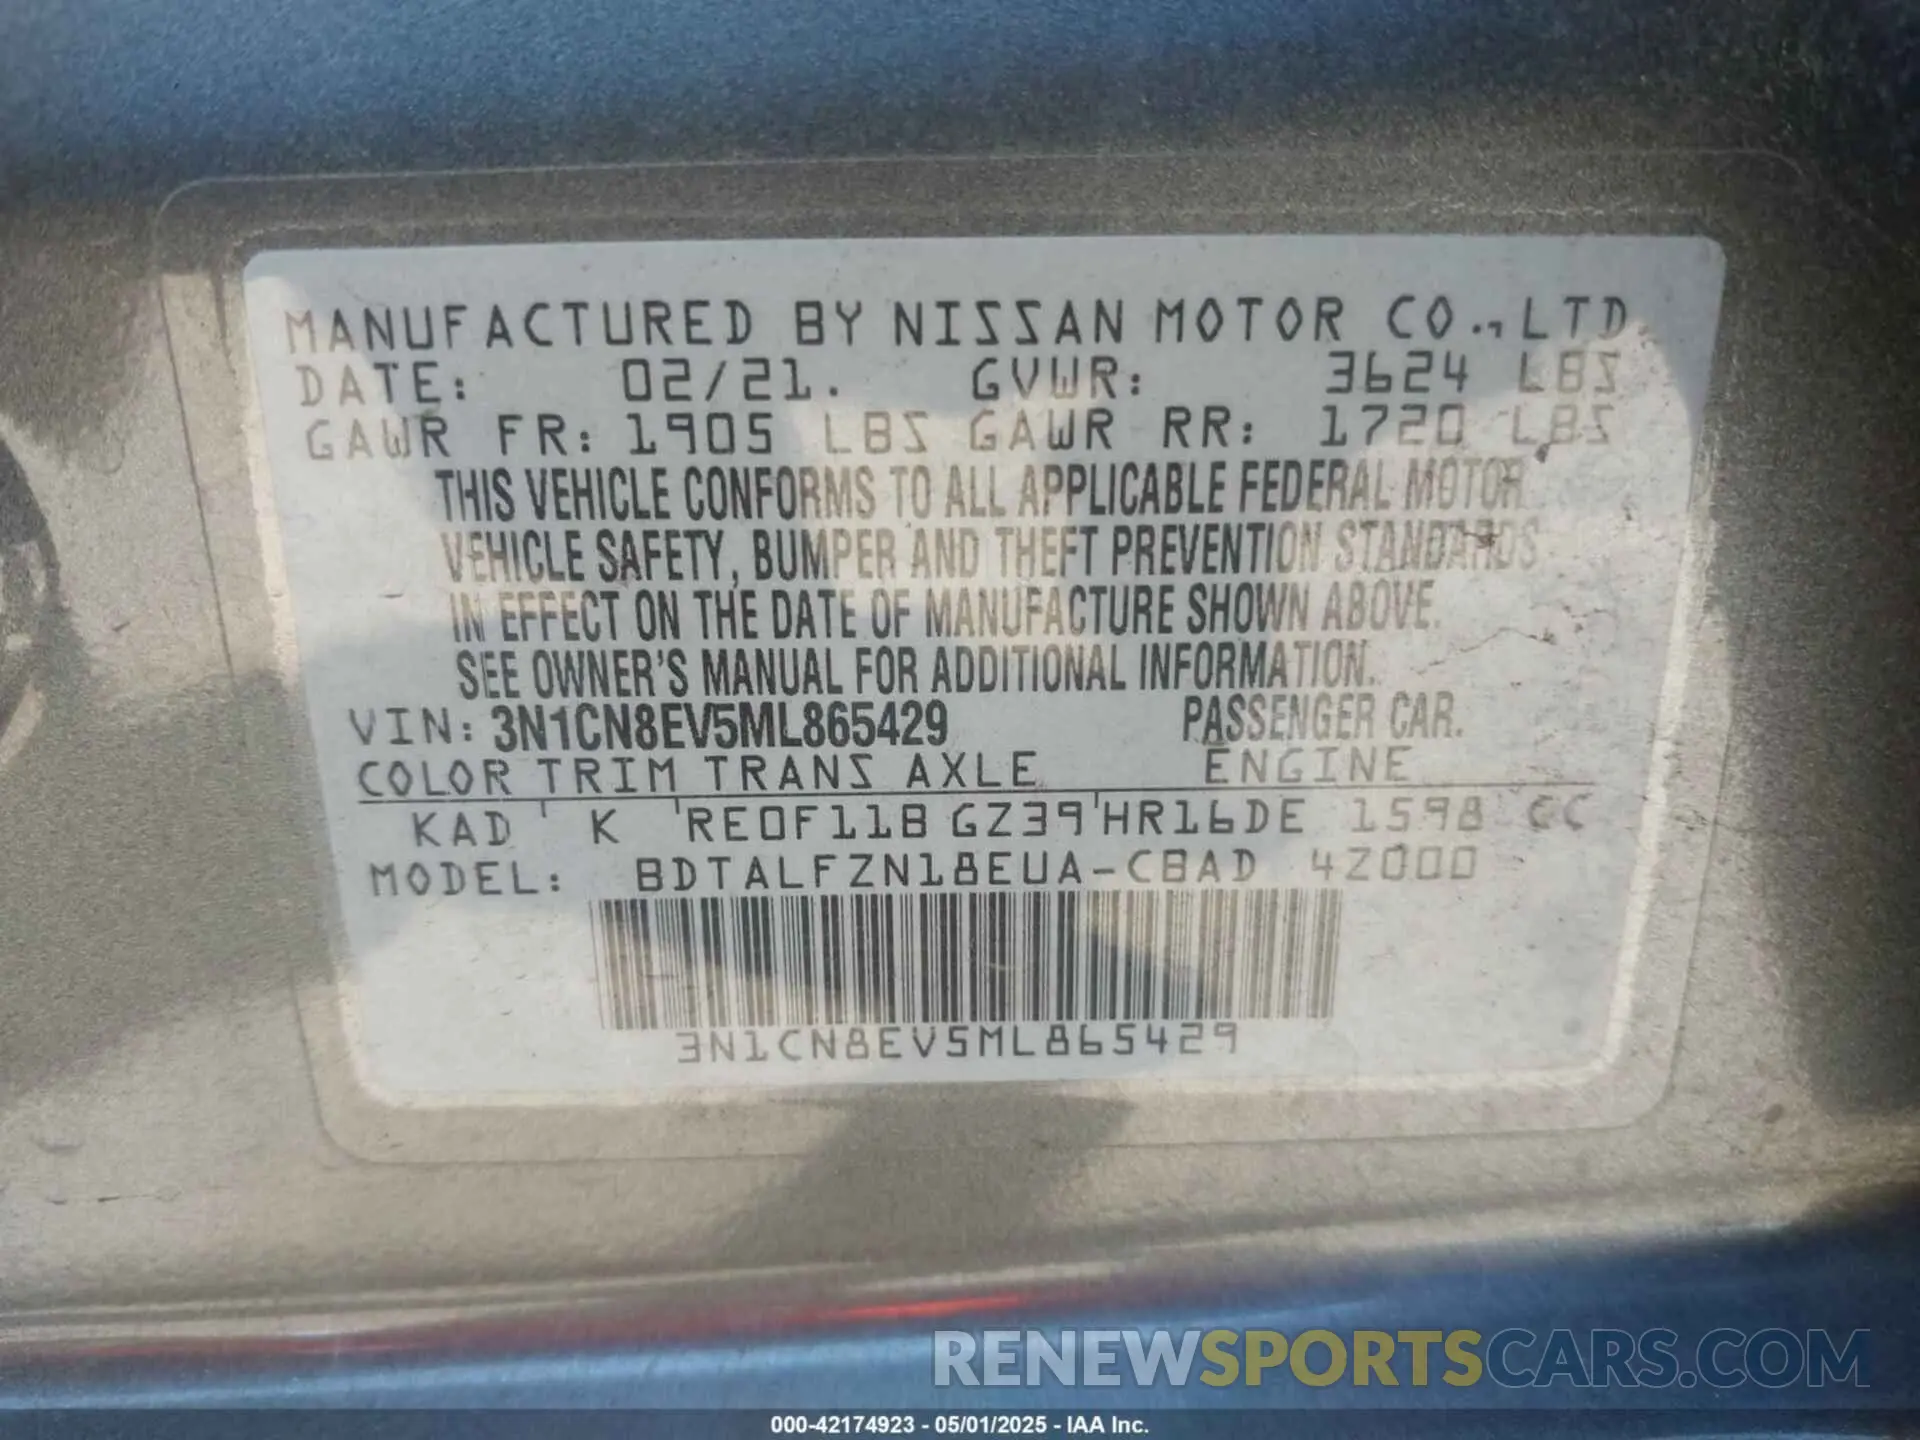 MANUFACTURED BY NISSAN MOTOR CO., LTD.
DATE: 02/21. GVWR: 3624 LBS
GAWR FR: 1905 LBS GAWR RR: 1720 LBS
THIS VEHICLE CONFORMS TO ALL APPLICABLE FEDERAL MOTOR
VEHICLE SAFETY, BUMPER AND THEFT PREVENTION STANDARDS
IN EFFECT ON THE DATE OF MANUFACTURE SHOWN ABOVE.
SEE OWNER'S MANUAL FOR ADDITIONAL INFORMATION.
VIN: 3N1CN8EV5ML865429 PASSENGER CAR.
COLOR TRIM TRANS AXLE ENGINE
KAD ' K 'RE0F11B GZ39'HR16DE 1598 CC
MODEL: BDTALFZN18EUA-CBAD 4Z000
3N1CN8EV5ML865429
RENEWSPORTSCARS.COM
000-42174923 - 05/01/2025 - IAA Inc.